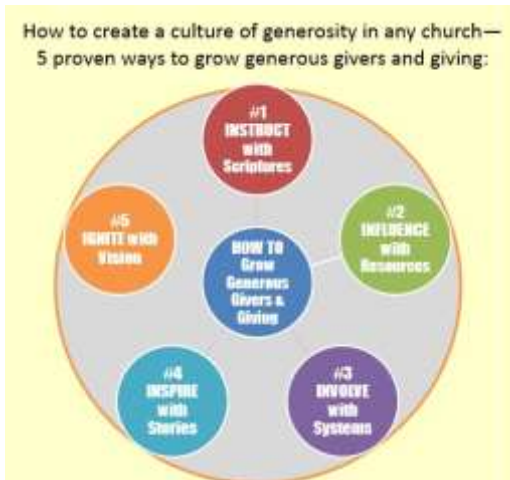 How to create a culture of generosity in any church—
5 proven ways to grow generous givers and giving:
#1
INSTRUCT
with
Scriptures
#2
INFLUENCE
with
Resources
#3
INVOLVE
with
Systems
#4
INSPIRE
with
Stories
#5
IGNITE with
Vision
HOW TO
Grow
Generous
Givers &
Giving